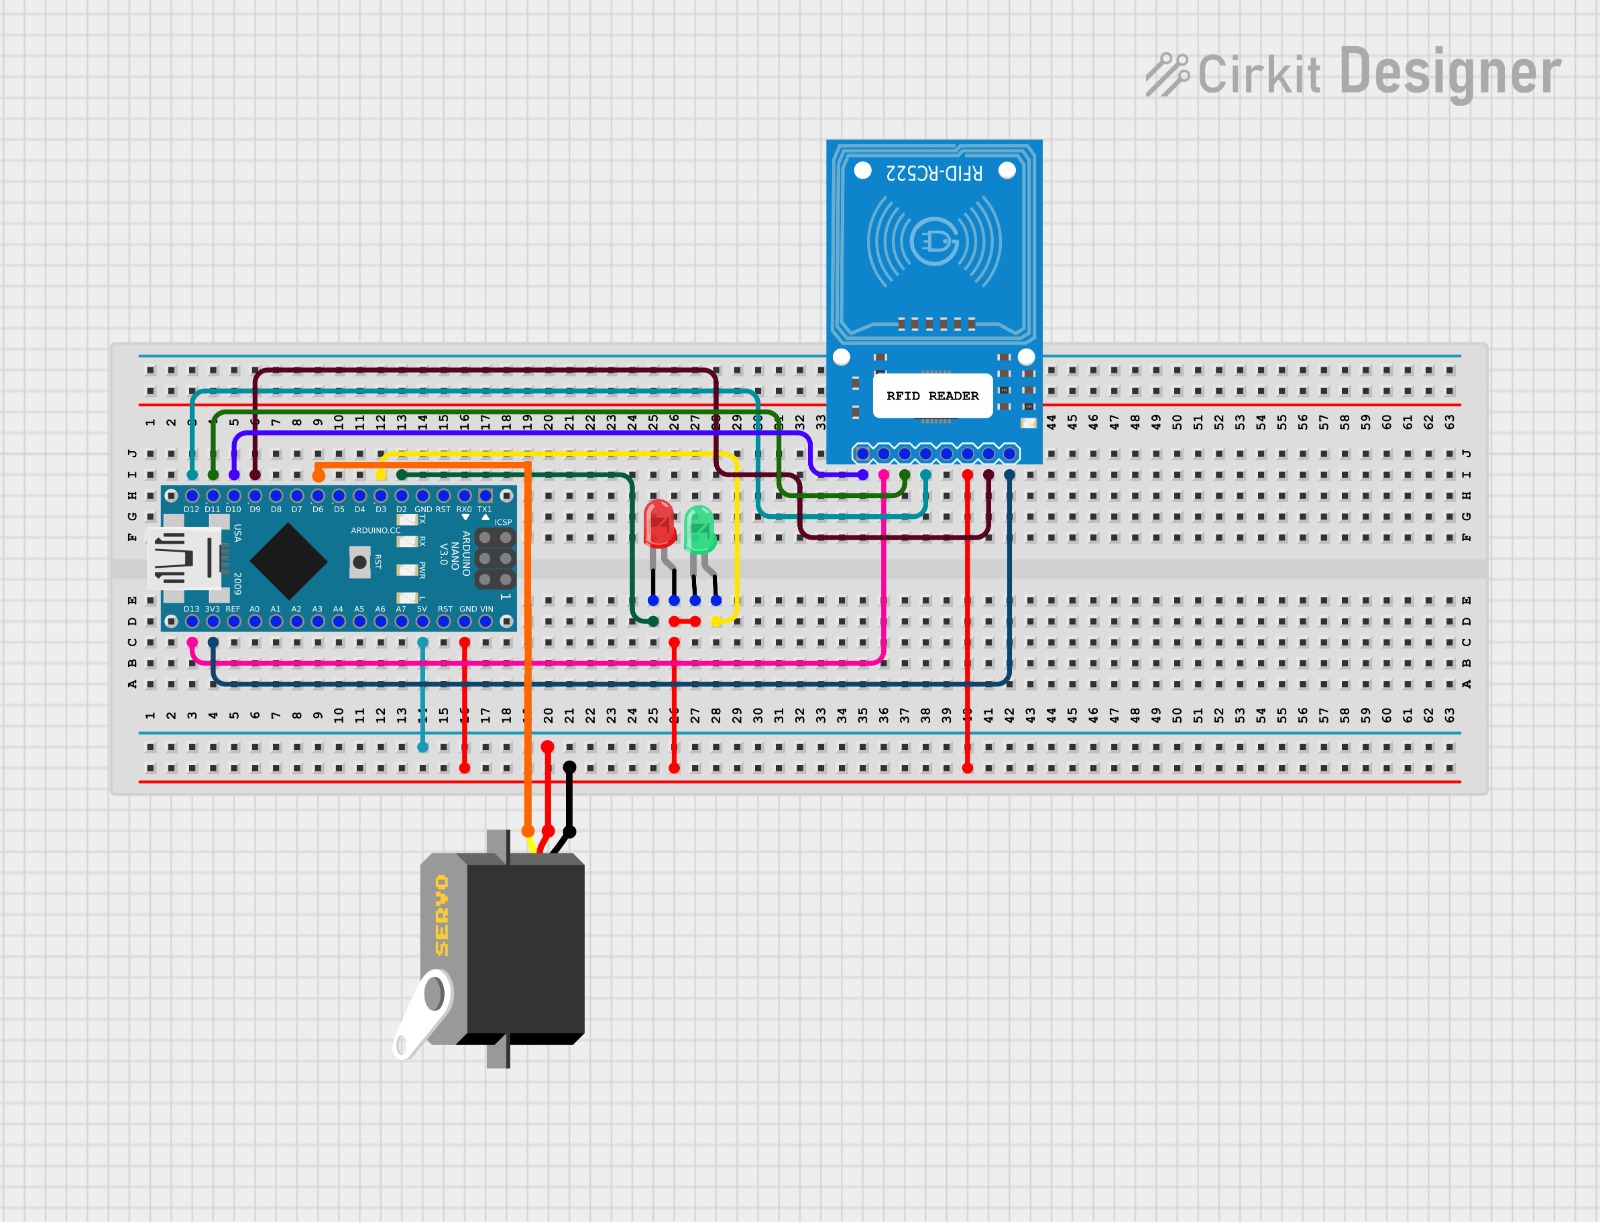 Cirkit Designer
RFID-RC522
RFID READER
1 2 3 4 5 6 7 8 9 10 11 12 13 14 15 16 17 18 19 20 21 22 23 24 25 26 27 28 29 30 31 32 33 44 45 46 47 48 49 50 51 52 53 54 55 56 57 58 59 60 61 62 63
J J
I I
H H
G G
F F
D12 D11 D10 D9 D8 D7 D6 D5 D4 D3 D2 GND RST RX0 TX1
TX
RX
PWR
L
ICSP
1
ARDUINO.CC
RST
USA
2009
ARDUINO
NANO
V3.0
D13 3V3 REF A0 A1 A2 A3 A4 A5 A6 A7 5V RST GND VIN
E E
D D
C C
B B
A A
1 2 3 4 5 6 7 8 9 10 11 12 13 14 15 16 17 18 19 20 21 22 23 24 25 26 27 28 29 30 31 32 33 34 35 36 37 38 39 40 41 42 43 44 45 46 47 48 49 50 51 52 53 54 55 56 57 58 59 60 61 62 63
SERVO